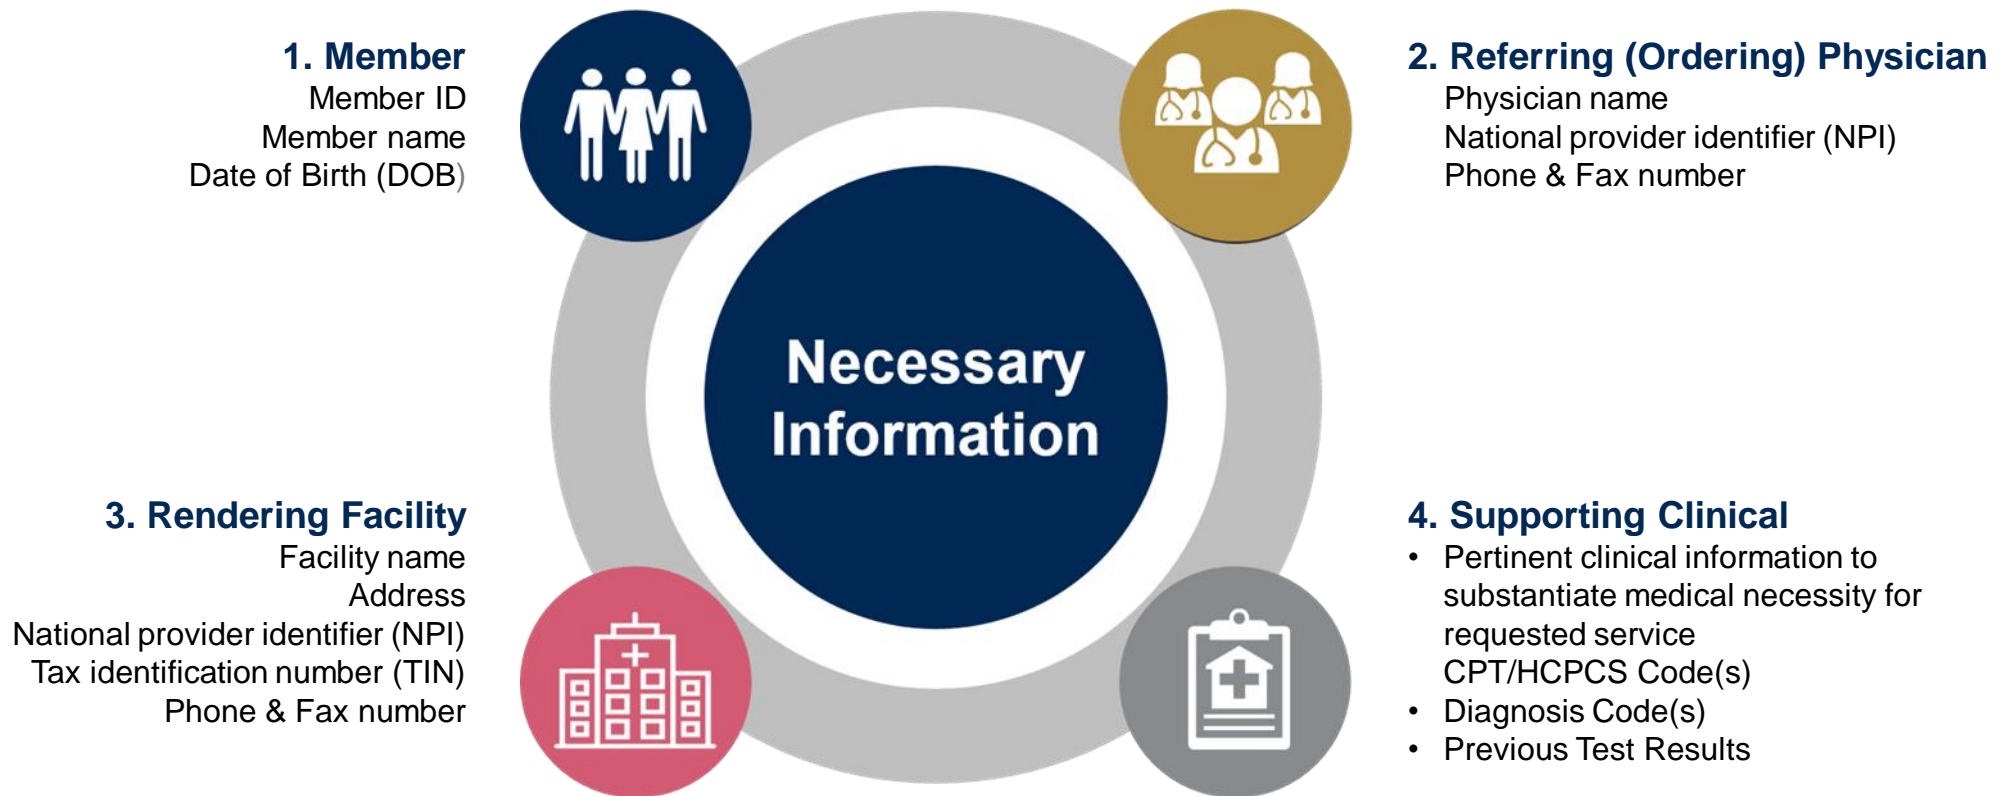 1. Member
Member ID
Member name
Date of Birth (DOB)
2. Referring (Ordering) Physician
Physician name
National provider identifier (NPI)
Phone & Fax number
Necessary
Information
3. Rendering Facility
Facility name
Address
National provider identifier (NPI)
Tax identification number (TIN)
Phone & Fax number
4. Supporting Clinical
• Pertinent clinical information to
substantiate medical necessity for
requested service
CPT/HCPCS Code(s)
• Diagnosis Code(s)
• Previous Test Results